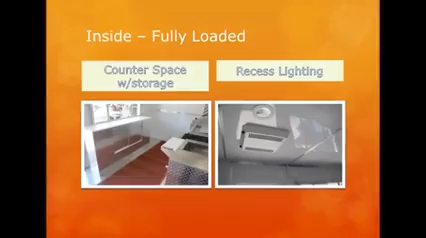 Inside – Fully Loaded
Counter Space
w/storage
Recess Lighting